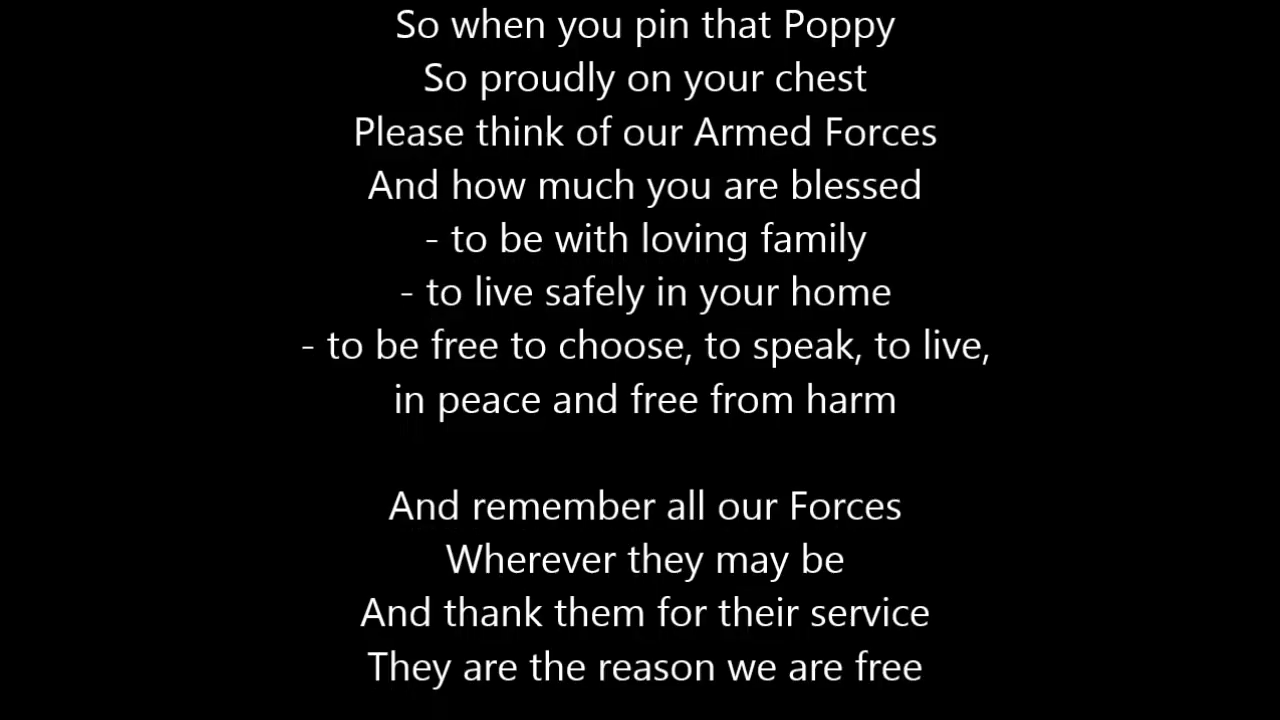 So when you pin that Poppy
So proudly on your chest
Please think of our Armed Forces
And how much you are blessed
- to be with loving family
- to live safely in your home
- to be free to choose, to speak, to live,
in peace and free from harm
And remember all our Forces
Wherever they may be
And thank them for their service
They are the reason we are free